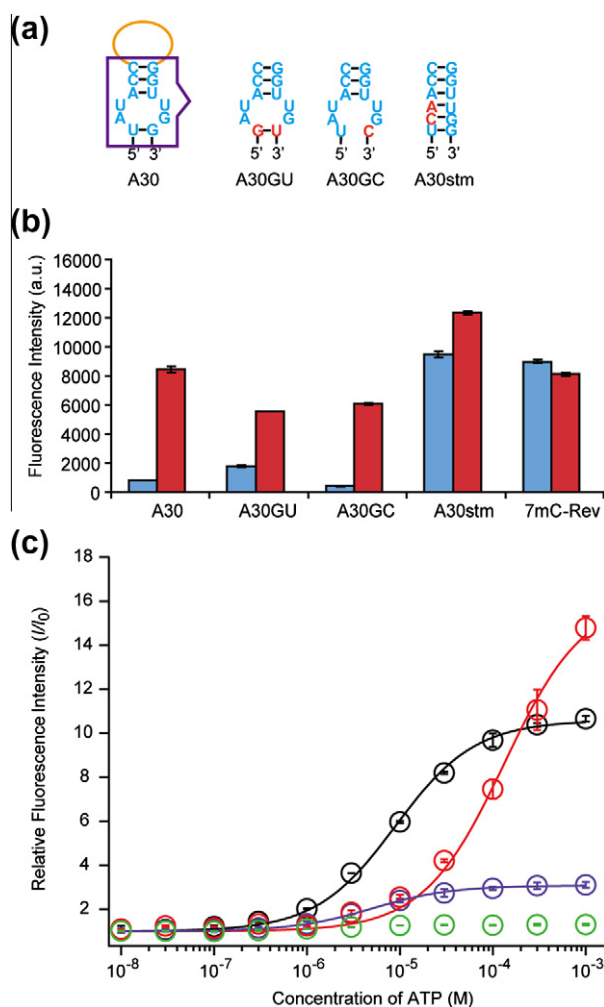 (a)
C G C G C G C G
C G C G C G C G
A U A U A U A U
A U A U A U A U
U G U G U G C G
A U G A G U A U C U G
5' 3' 5' 3' 5' 3' 5' 3'
A30 A30GU A30GC A30stm
(b)
Fluorescence Intensity (a.u.)
16000
14000
12000
10000
8000
6000
4000
2000
0
A30 A30GU A30GC A30stm 7mC-Rev
(c)
Relative Fluorescence Intensity (I/I0)
18
16
14
12
10
8
6
4
2
10-8 10-7 10-6 10-5 10-4 10-3
Concentration of ATP (M)